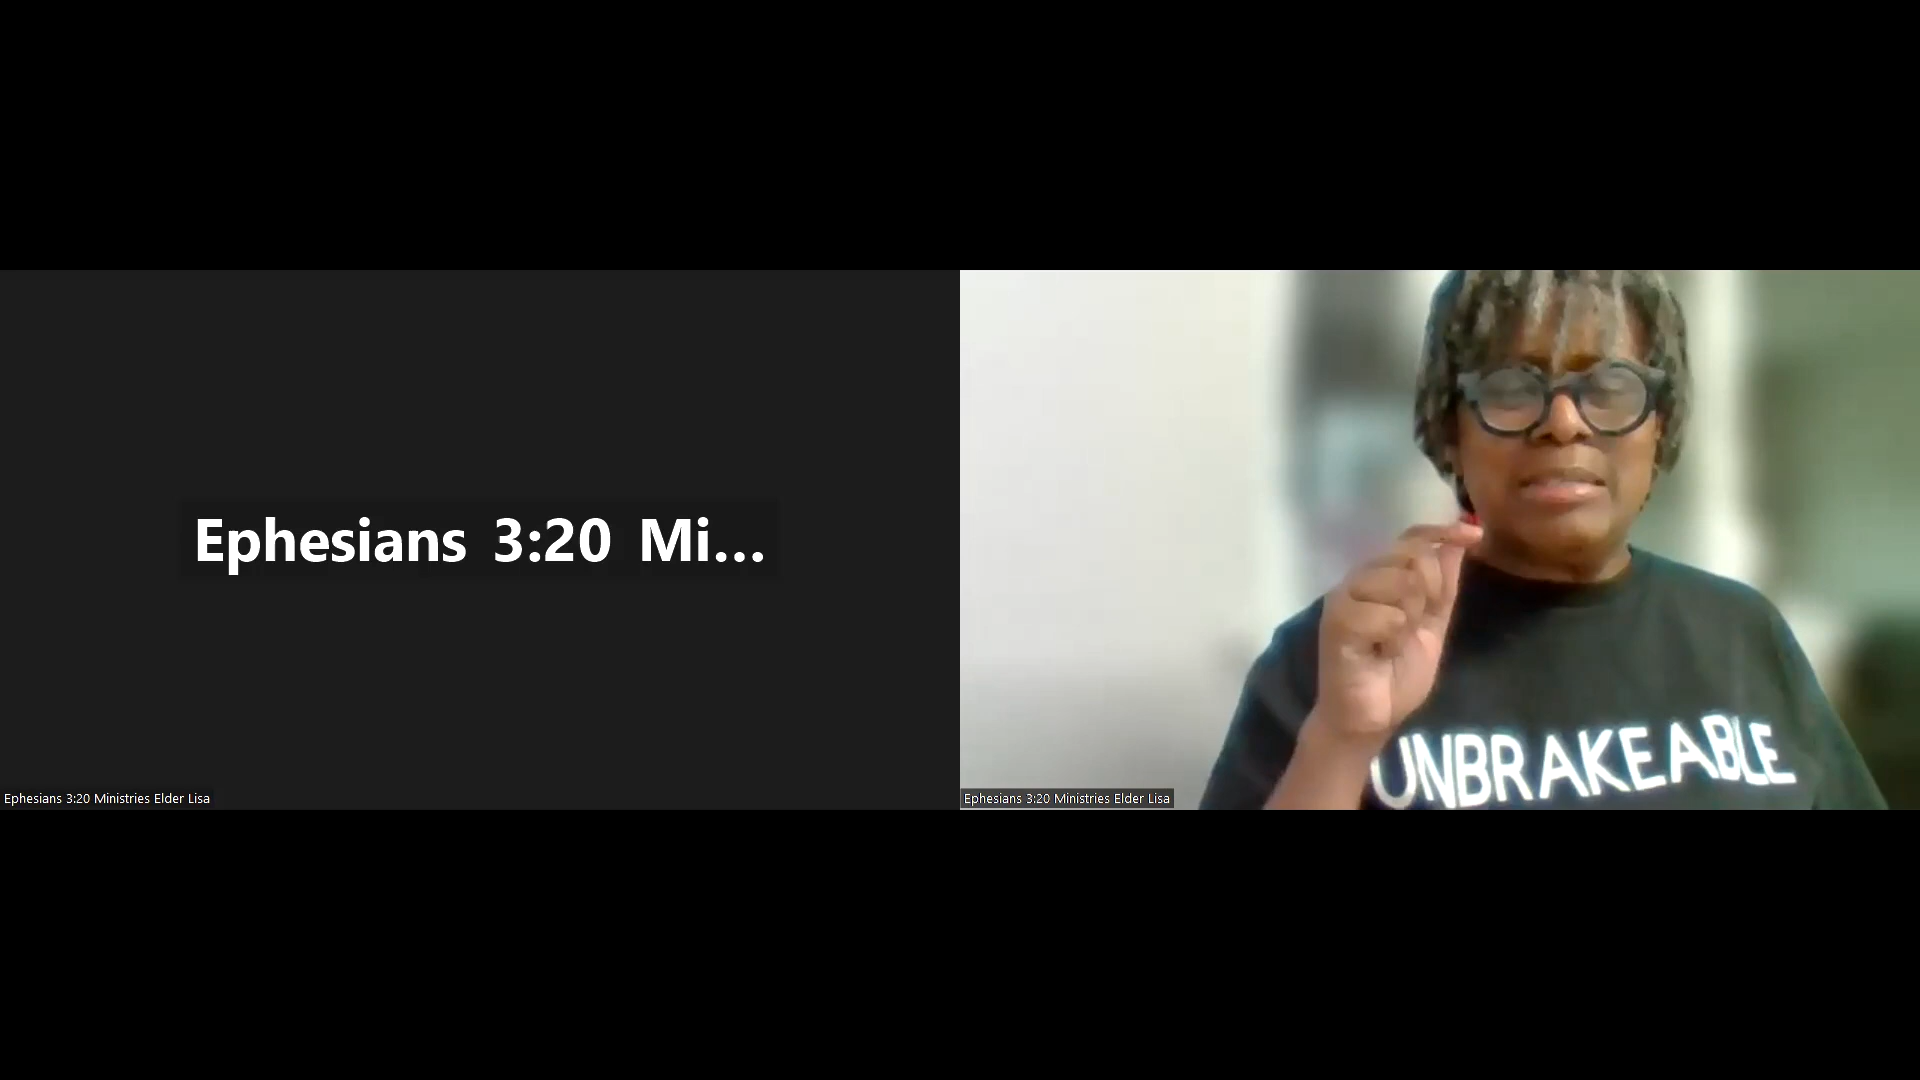 Ephesians 3:20 Mi...
Ephesians 3:20 Ministries Elder Lisa
Ephesians 3:20 Ministries Elder Lisa
UNBRAKEABLE